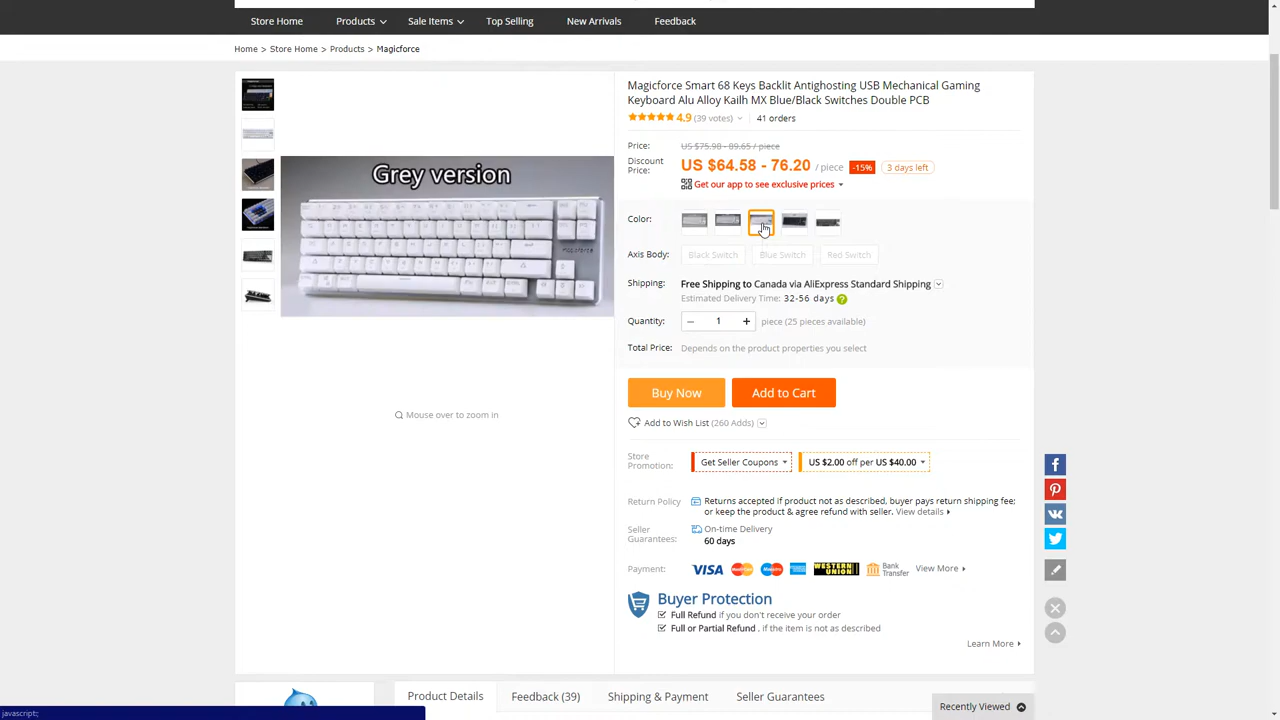 Store Home Products Sale Items Top Selling New Arrivals Feedback
Home > Store Home > Products > Magicforce
Magicforce Smart 68 Keys Backlit Antighosting USB Mechanical Gaming
Keyboard Alu Alloy Kailh MX Blue/Black Switches Double PCB
4.9 (39 votes) 41 orders
Price: US $75.98 - 89.65 / piece
Discount Price: US $64.58 - 76.20 / piece -15% 3 days left
Get our app to see exclusive prices
Grey version
Color:
Axis Body: Black Switch Blue Switch Red Switch
Shipping: Free Shipping to Canada via AliExpress Standard Shipping
Estimated Delivery Time: 32-56 days ?
Quantity: – 1 + piece (25 pieces available)
Total Price: Depends on the product properties you select
Buy Now Add to Cart
Mouse over to zoom in
Add to Wish List (260 Adds)
Store Promotion: Get Seller Coupons US $2.00 off per US $40.00
Return Policy Returns accepted if product not as described, buyer pays return shipping fee;
or keep the product & agree refund with seller. View details
Seller Guarantees: On-time Delivery
60 days
Payment: VISA MasterCard Maestro WESTERN UNION Bank Transfer View More
Buyer Protection
Full Refund if you don't receive your order
Full or Partial Refund , if the item is not as described
Learn More
Product Details Feedback (39) Shipping & Payment Seller Guarantees
Recently Viewed
javascript:;